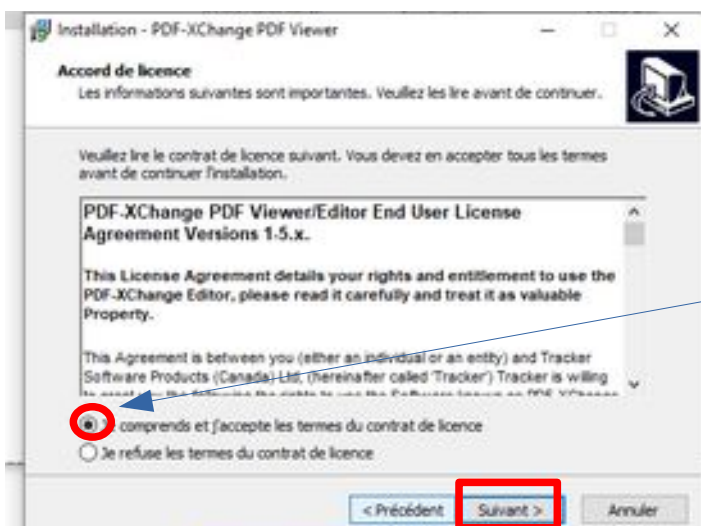 Installation - PDF-XChange PDF Viewer
Accord de licence
Les informations suivantes sont importantes. Veuillez les lire avant de continuer.
Veuillez lire le contrat de licence suivant. Vous devez en accepter tous les termes
avant de continuer l'installation.
PDF-XChange PDF Viewer/Editor End User License
Agreement Versions 1-5.x.
This License Agreement details your rights and entitlement to use the
PDF-XChange Editor, please read it carefully and treat it as valuable
Property.
This Agreement is between you (either an individual or an entity) and Tracker
Software Products (Canada) Ltd, (hereinafter called 'Tracker') Tracker is willing
comprends et j'accepte les termes du contrat de licence
Je refuse les termes du contrat de licence
< Précédent
Suivant >
Annuler